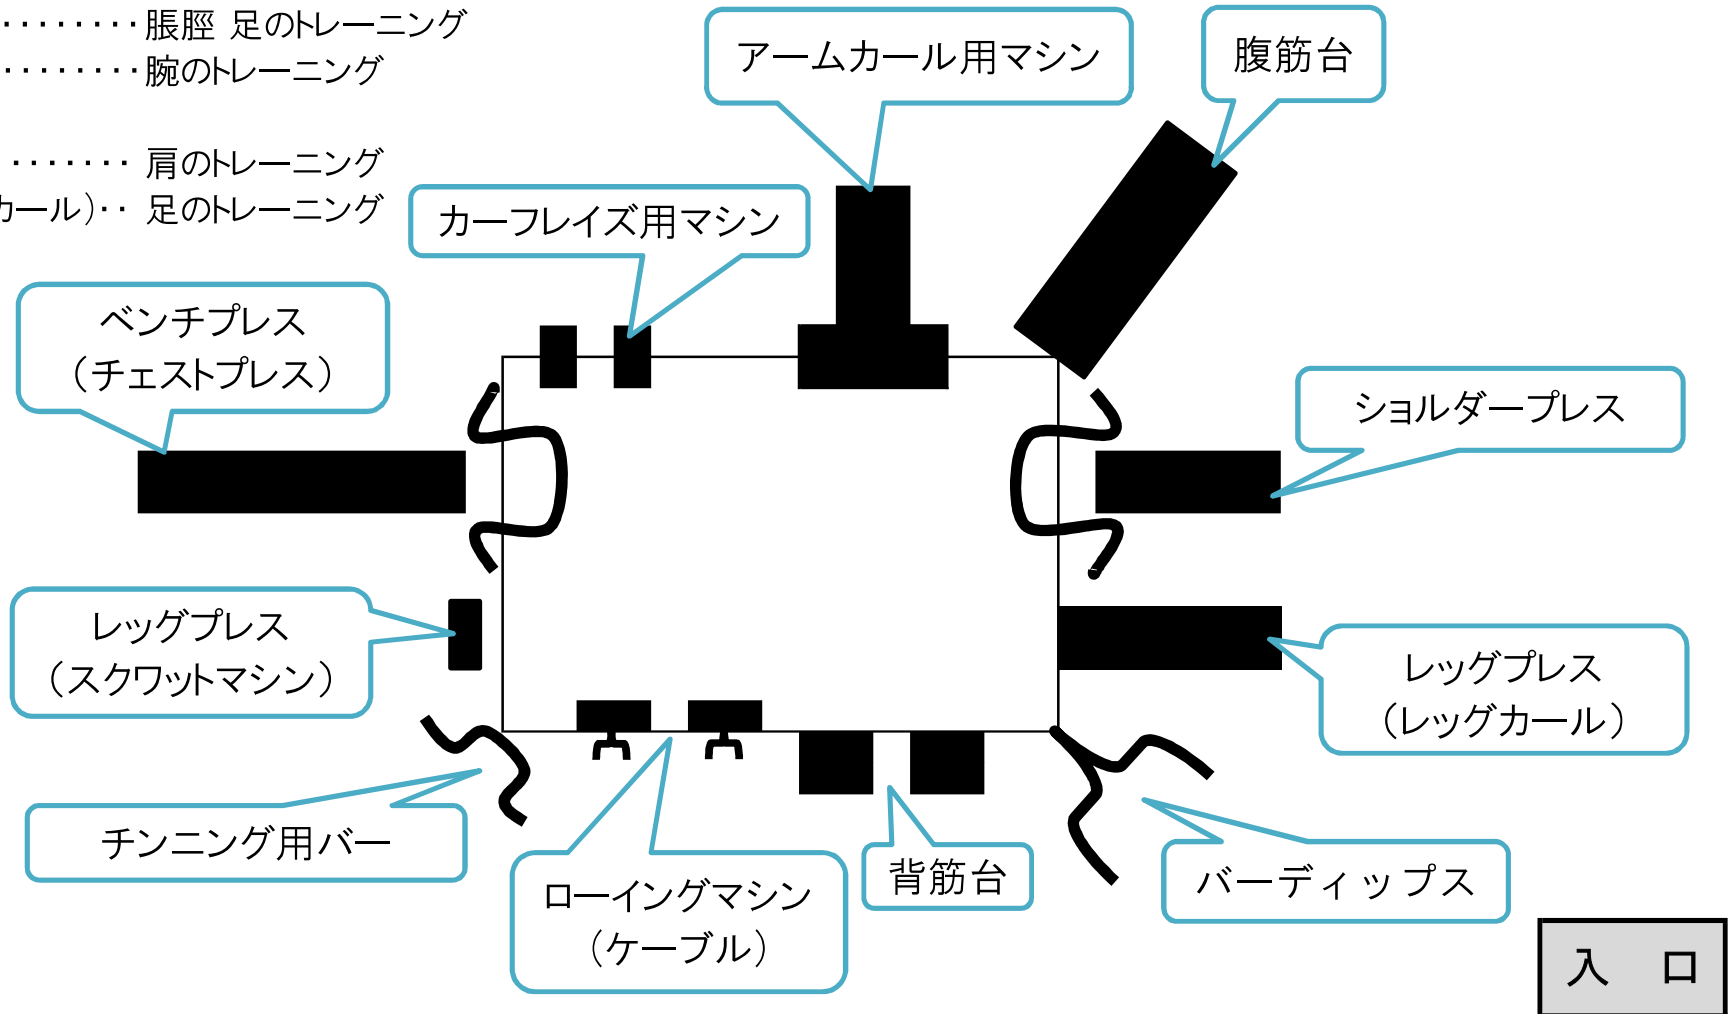 ········脹脛 足のトレーニング
········腕のトレーニング
······· 肩のトレーニング
カール)·· 足のトレーニング
アームカール用マシン
腹筋台
カーフレイズ用マシン
ベンチプレス
(チェストプレス)
ショルダープレス
レッグプレス
(スクワットマシン)
レッグプレス
(レッグカール)
チンニング用バー
ローイングマシン
(ケーブル)
背筋台
バーディップス
入 口